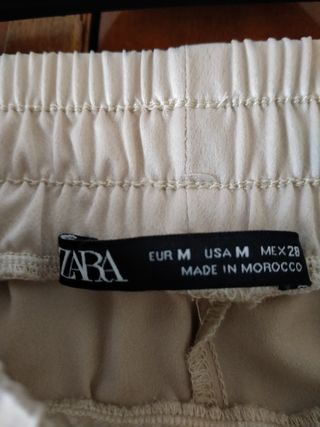 ZARA
EUR M USA M MEX 28
MADE IN MOROCCO